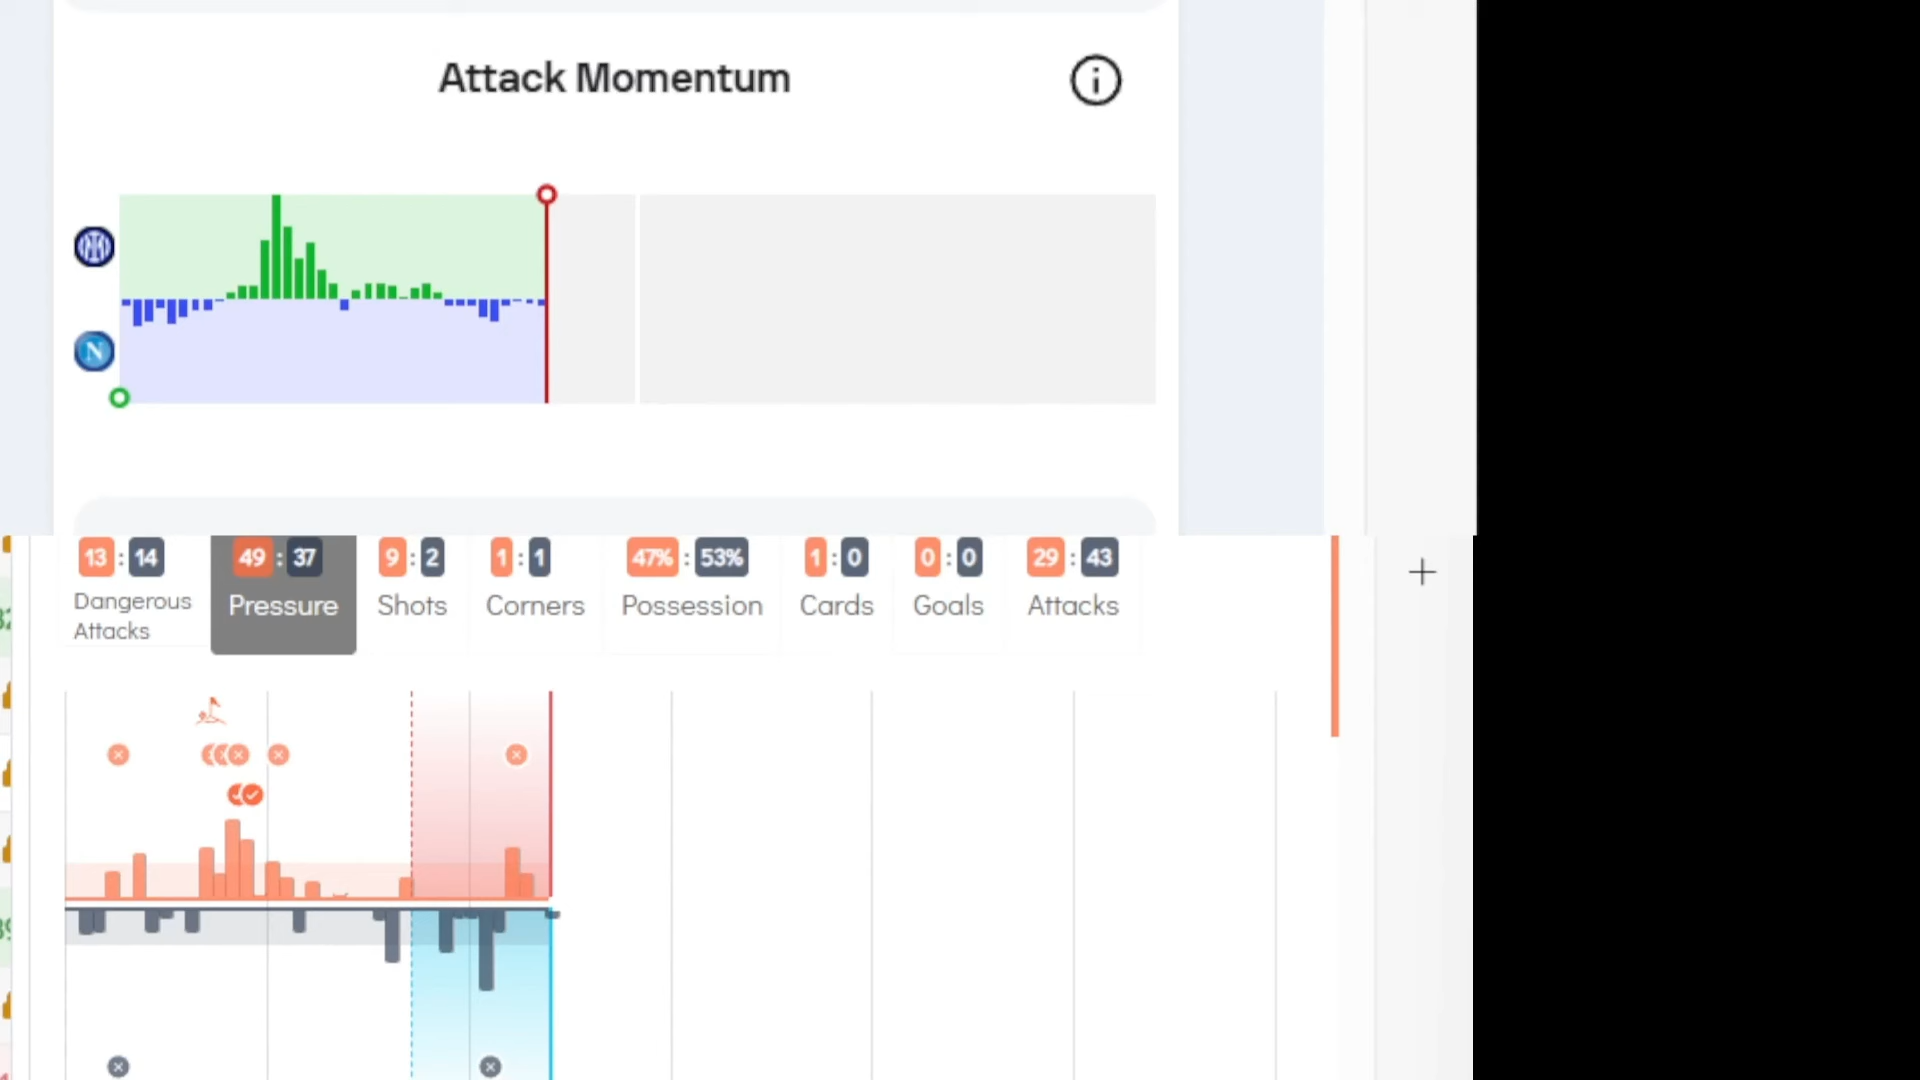 Attack Momentum
N
13 : 14
49 : 37
9 : 2
1 : 1
47% : 53%
1 : 0
0 : 0
29 : 43
Dangerous
Attacks
Pressure
Shots
Corners
Possession
Cards
Goals
Attacks